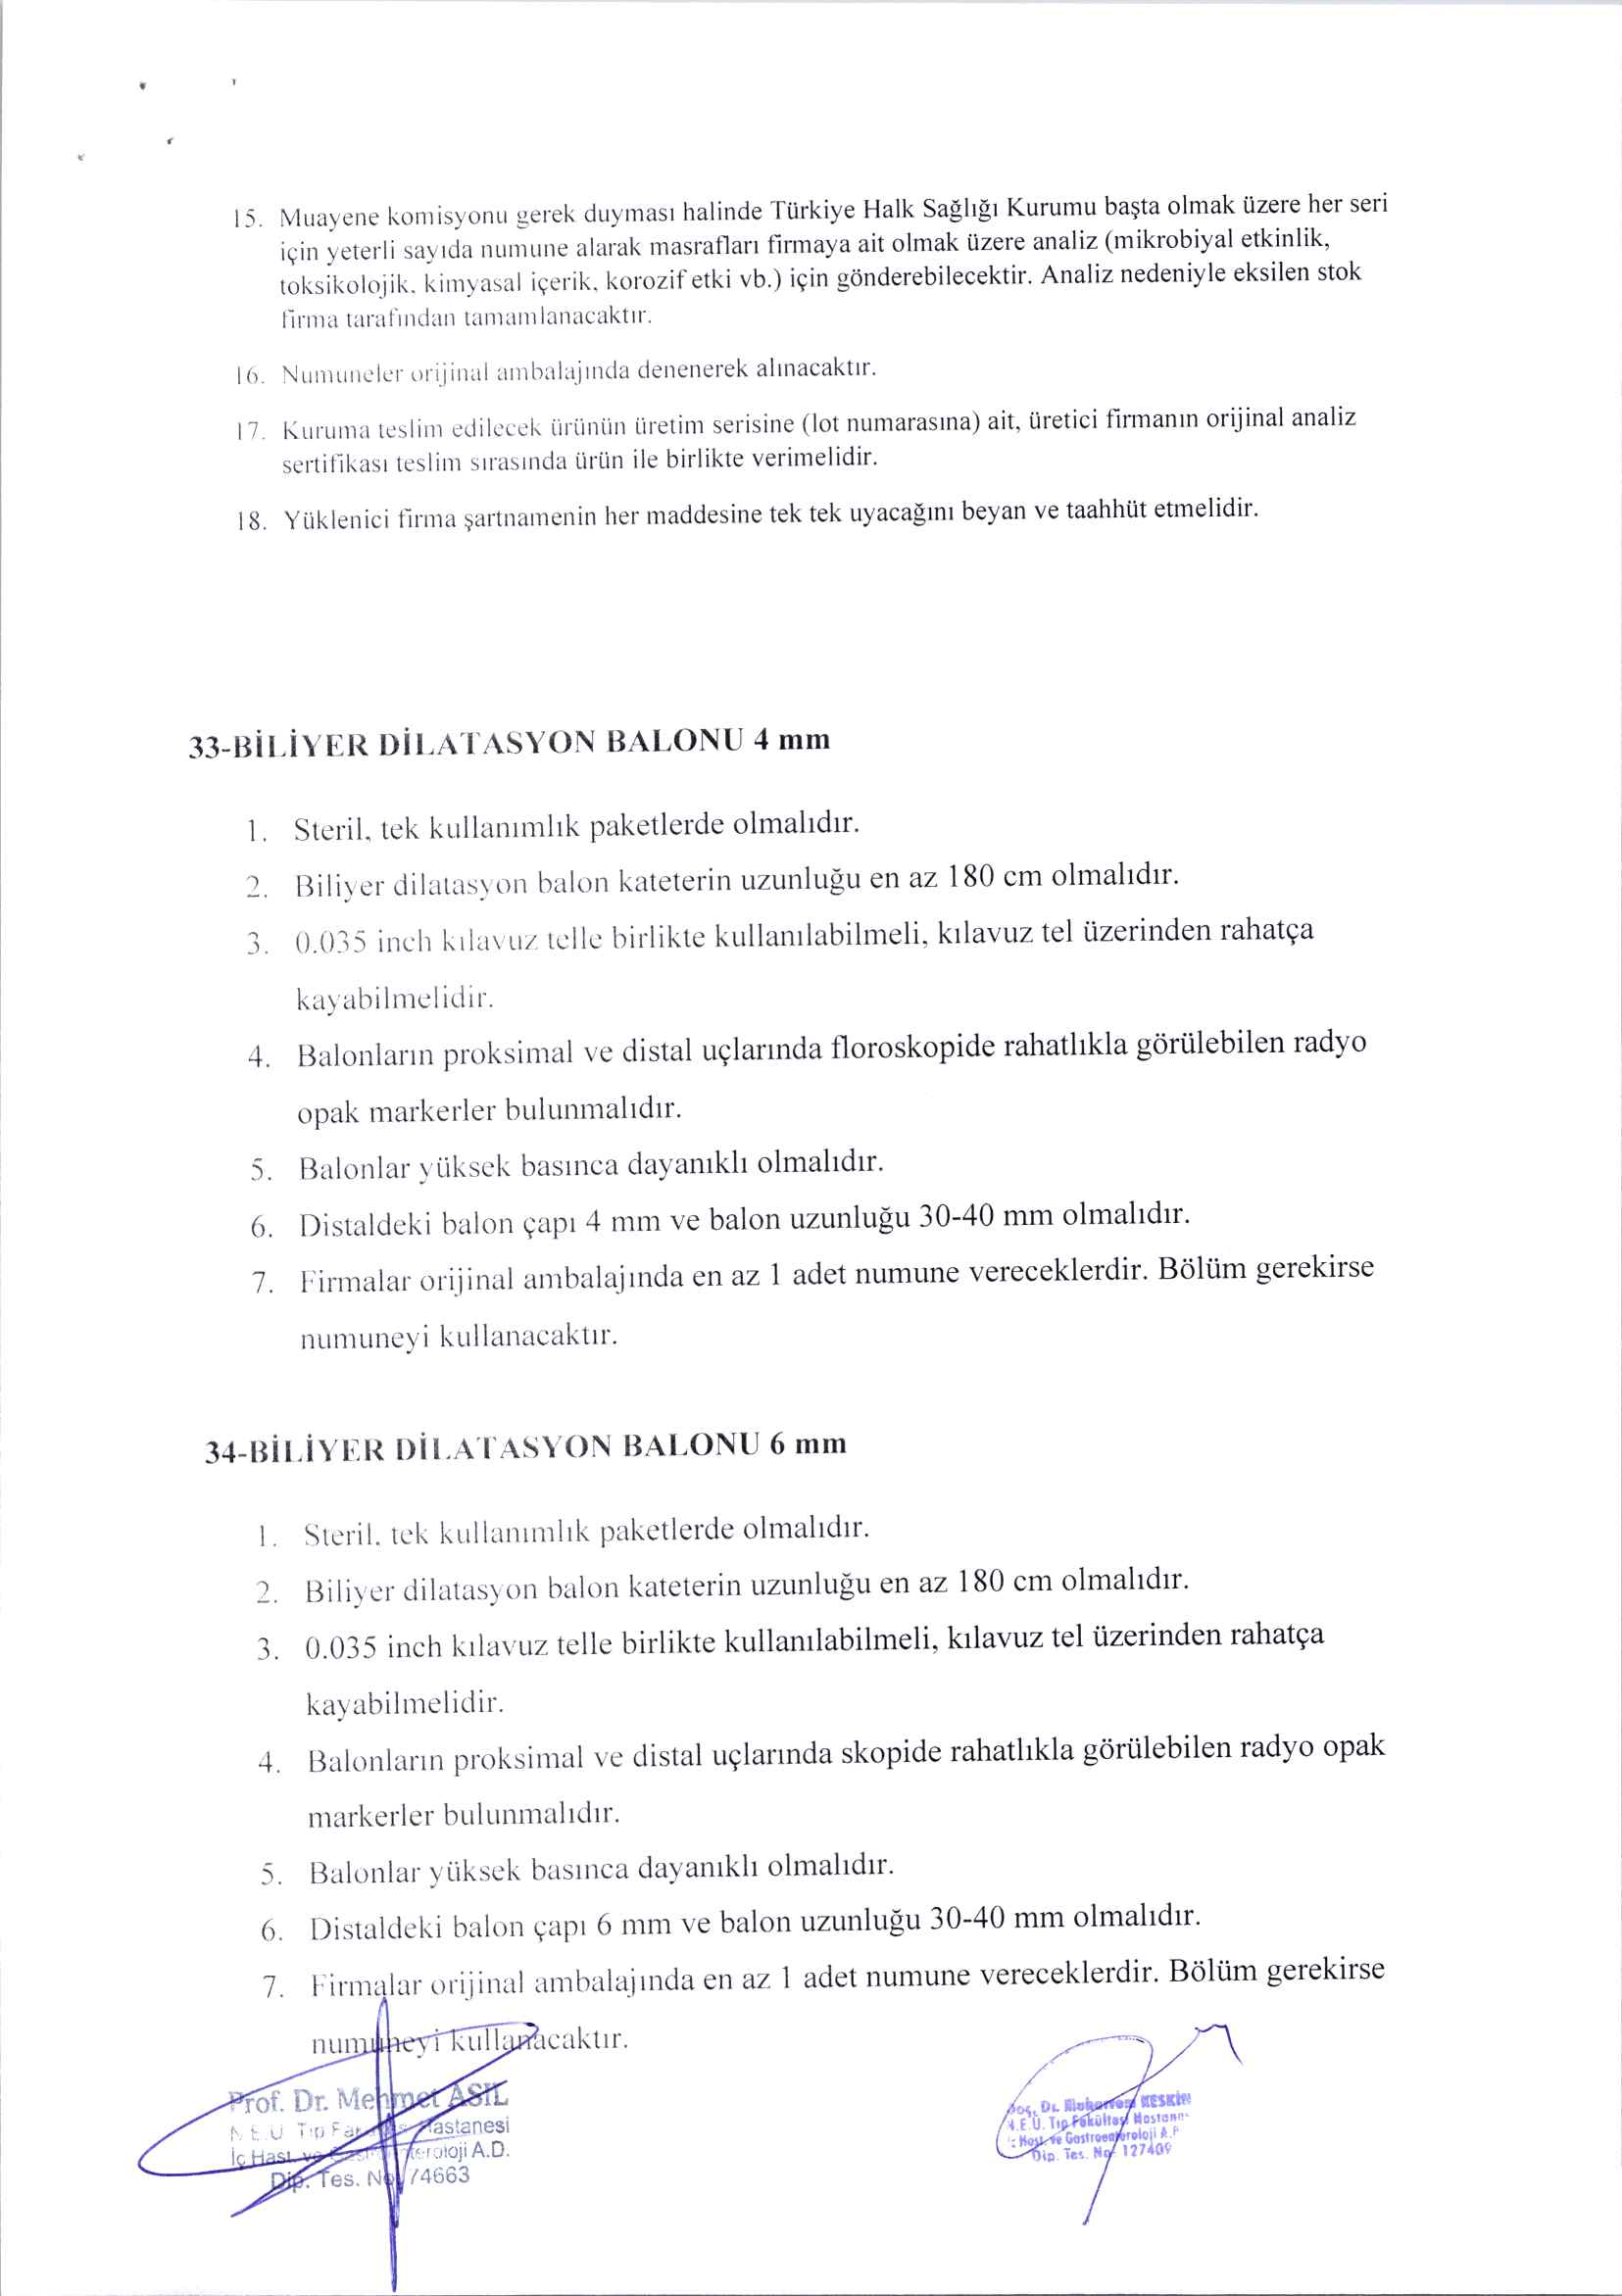 15. Muayene komisyonu gerek duyması halinde Türkiye Halk Sağlığı Kurumu başta olmak üzere her seri
için yeterli sayıda numune alarak masrafları firmaya ait olmak üzere analiz (mikrobiyal etkinlik,
toksikolojik, kimyasal içerik, korozif etki vb.) için gönderebilecektir. Analiz nedeniyle eksilen stok
firma tarafından tamamlanacaktır.
16. Numuneler orijinal ambalajında denenerek alınacaktır.
17. Kuruma teslim edilecek ürünün üretim serisine (lot numarasına) ait, üretici firmanın orijinal analiz
sertifikası teslim sırasında ürün ile birlikte verimelidir.
18. Yüklenici firma şartnamenin her maddesine tek tek uyacağını beyan ve taahhüt etmelidir.
33-BİLİYER DİLATASYON BALONU 4 mm
1. Steril, tek kullanımlık paketlerde olmalıdır.
2. Biliyer dilatasyon balon kateterin uzunluğu en az 180 cm olmalıdır.
3. 0.035 inch kılavuz telle birlikte kullanılabilmeli, kılavuz tel üzerinden rahatça
kayabilmelidir.
4. Balonların proksimal ve distal uçlarında floroskopide rahatlıkla görülebilen radyo
opak markerler bulunmalıdır.
5. Balonlar yüksek basınca dayanıklı olmalıdır.
6. Distaldeki balon çapı 4 mm ve balon uzunluğu 30-40 mm olmalıdır.
7. Firmalar orijinal ambalajında en az 1 adet numune vereceklerdir. Bölüm gerekirse
numuneyi kullanacaktır.
34-BİLİYER DİLATASYON BALONU 6 mm
1. Steril, tek kullanımlık paketlerde olmalıdır.
2. Biliyer dilatasyon balon kateterin uzunluğu en az 180 cm olmalıdır.
3. 0.035 inch kılavuz telle birlikte kullanılabilmeli, kılavuz tel üzerinden rahatça
kayabilmelidir.
4. Balonların proksimal ve distal uçlarında skopide rahatlıkla görülebilen radyo opak
markerler bulunmalıdır.
5. Balonlar yüksek basınca dayanıklı olmalıdır.
6. Distaldeki balon çapı 6 mm ve balon uzunluğu 30-40 mm olmalıdır.
7. Firmalar orijinal ambalajında en az 1 adet numune vereceklerdir. Bölüm gerekirse
numuneyi kullanacaktır.
Prof. Dr. Mehmet ASIL
N.E.Ü. Tıp Hastanesi
İç Hast. ve A.D.
Dip. Tes. No: 74663
Doç. Dr. Muharrem KESKİN
N.E.Ü. Tıp Fakültesi
Hast. ve Gastroenteroloji
Dip. Tes. No: 127409